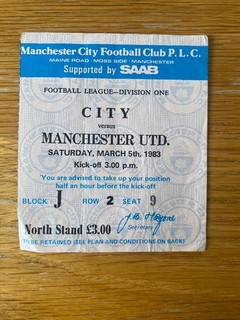 Manchester City Football Club P.L.C.
MAINE ROAD · MOSS SIDE · MANCHESTER
Supported by SAAB
FOOTBALL LEAGUE—DIVISION ONE
CITY
versus
MANCHESTER UTD.
SATURDAY, MARCH 5th, 1983
Kick-off 3.00 p.m.
You are advised to take up your position
half an hour before the kick-off
BLOCK J ROW 2 SEAT 9
North Stand £3.00
Secretary
TO BE RETAINED (SEE PLAN AND CONDITIONS ON BACK)